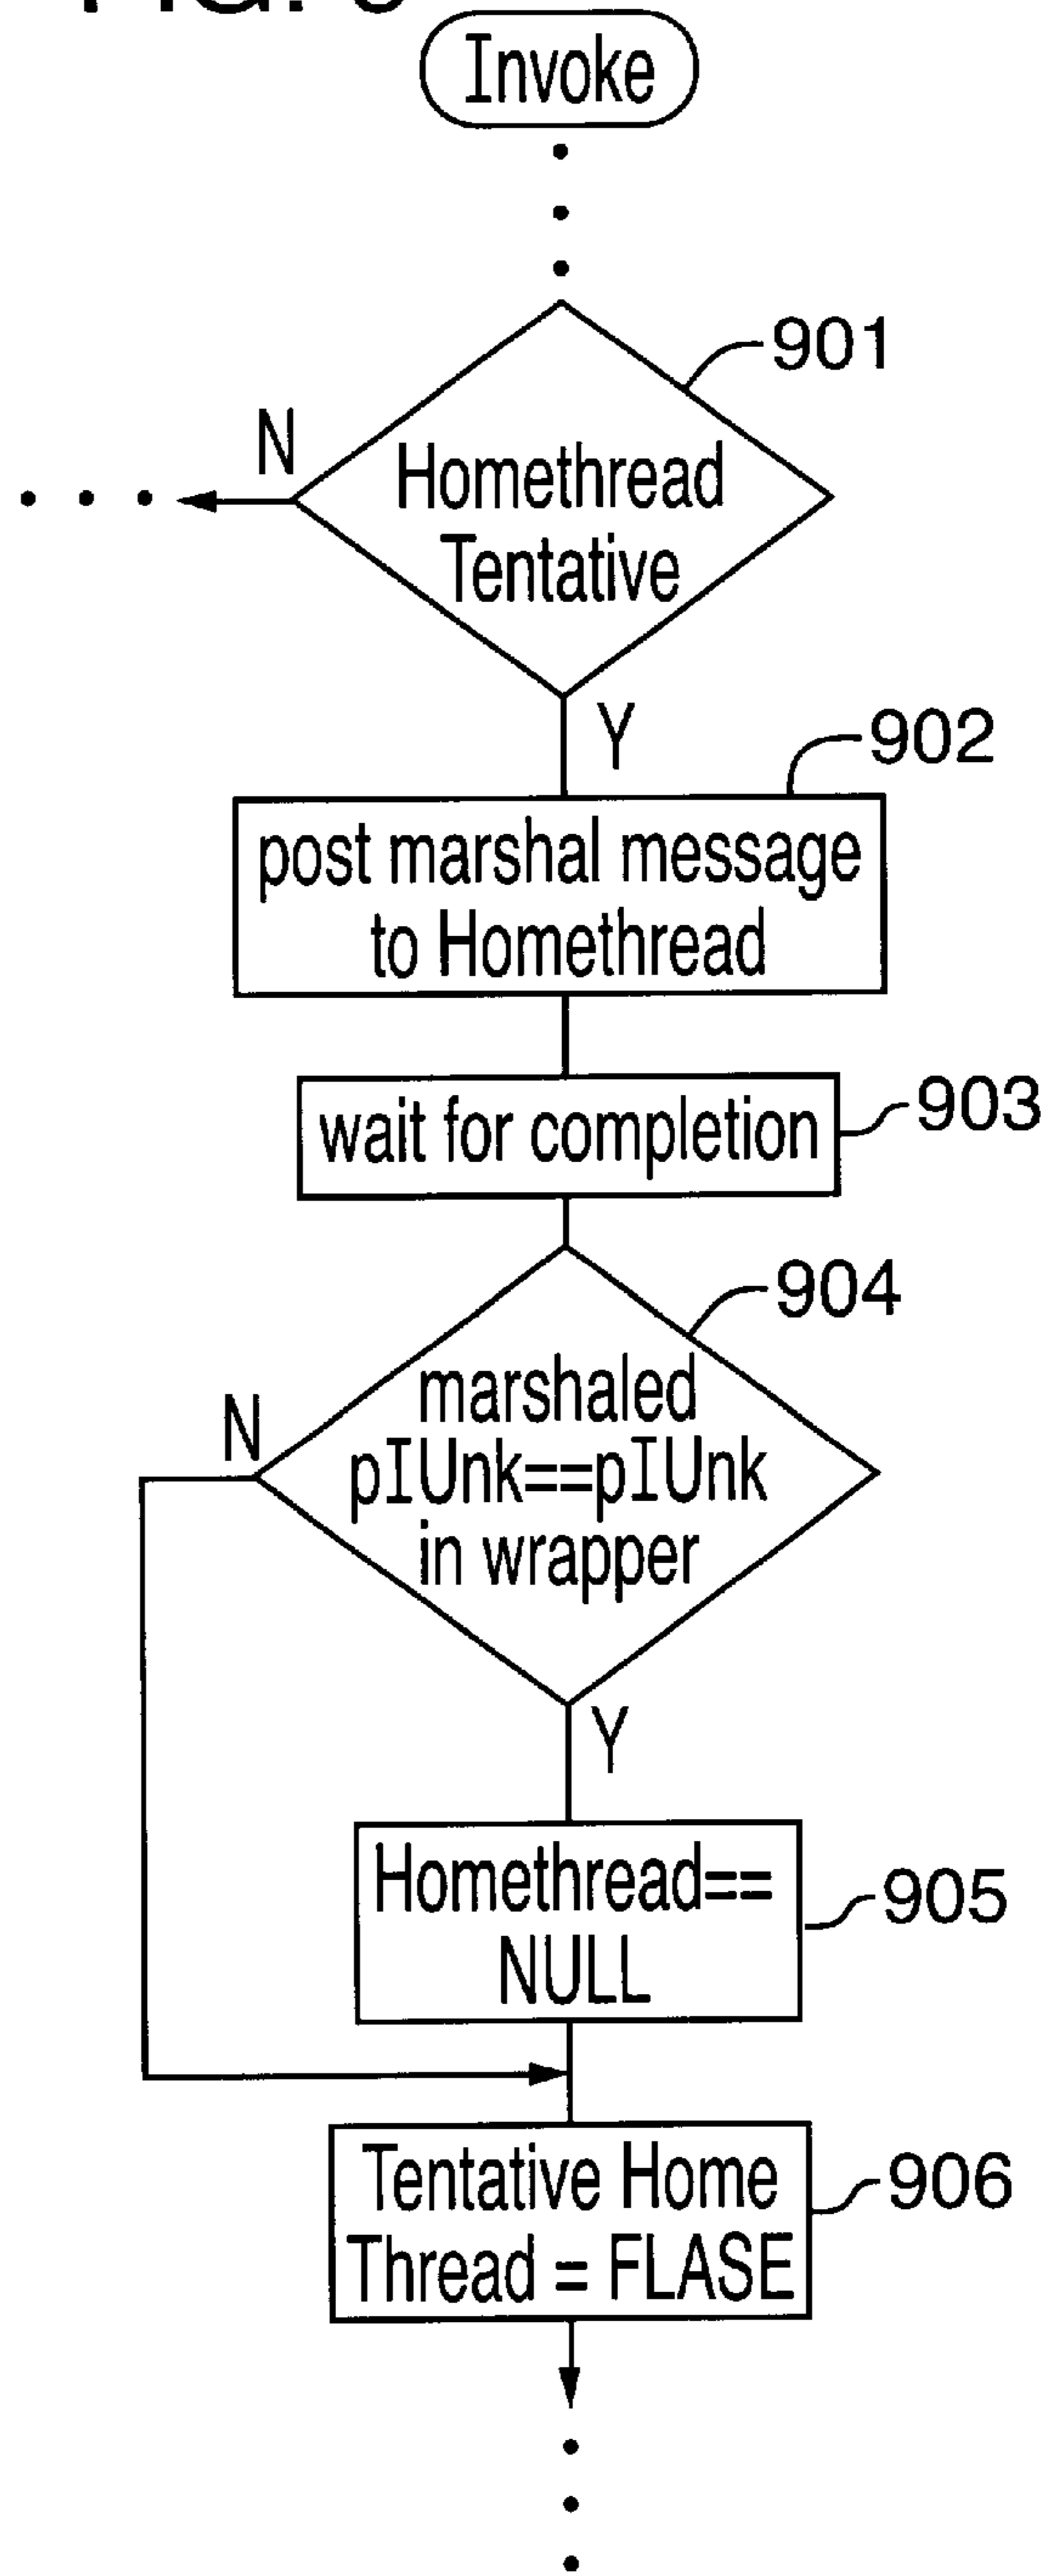 Invoke
901
N
Homethread
Tentative
Y
902
post marshal message
to Homethread
wait for completion
903
904
N
marshaled
pIUnk==pIUnk
in wrapper
Y
Homethread==
NULL
905
Tentative Home
Thread = FLASE
906